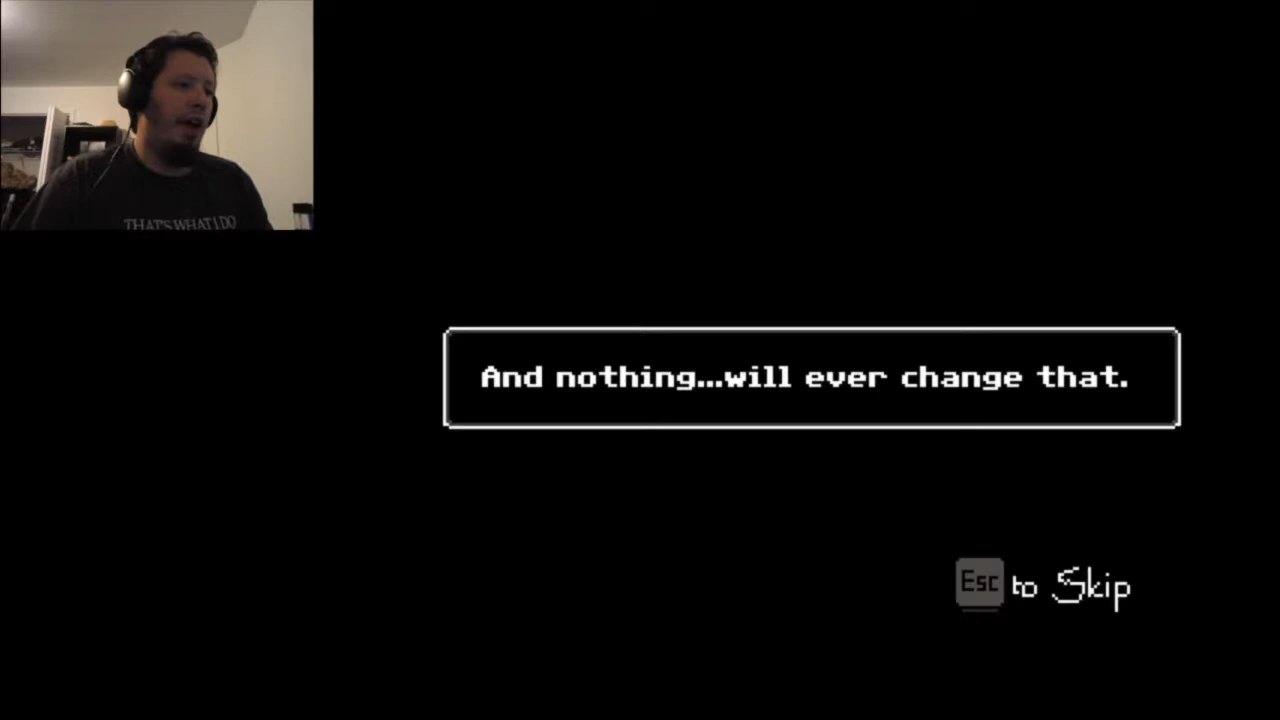 THAT'S WHAT I DO
And nothing...will ever change that.
Esc to Skip